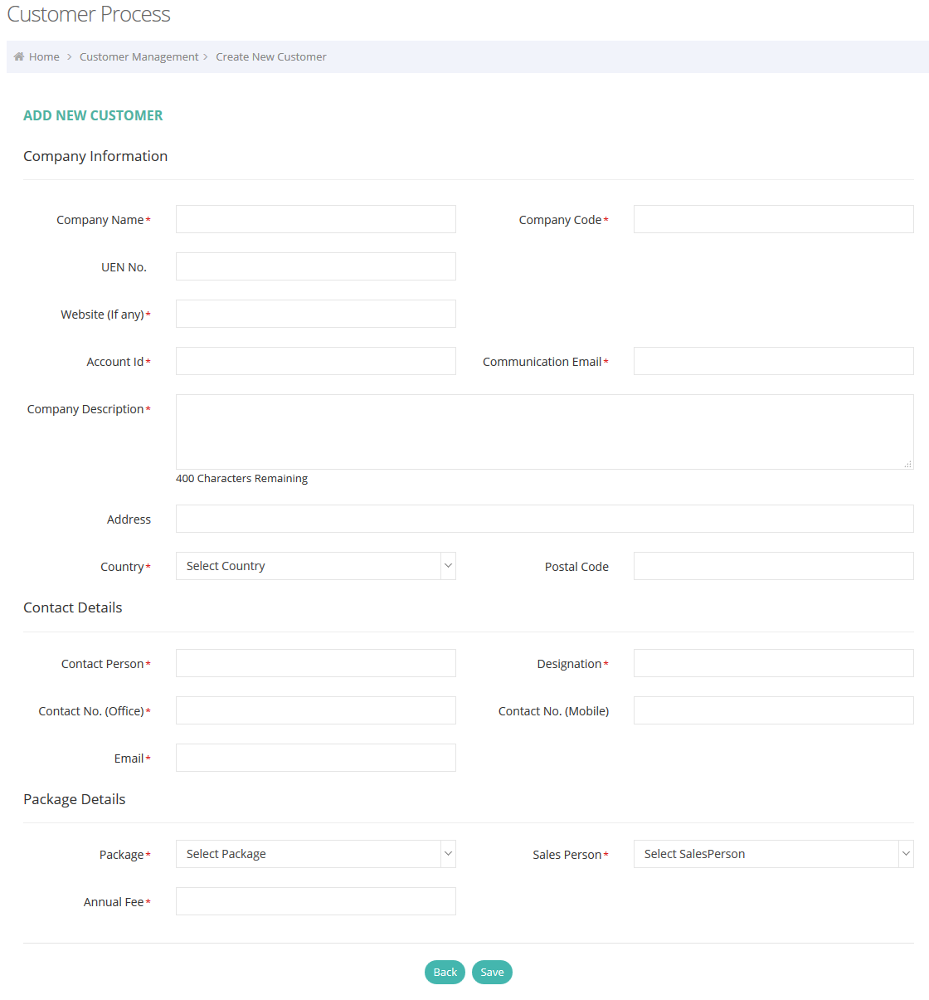 Customer Process
Home > Customer Management > Create New Customer
ADD NEW CUSTOMER
Company Information
Company Name* Company Code*
UEN No.
Website (If any)*
Account Id* Communication Email*
Company Description*
400 Characters Remaining
Address
Country* Select Country Postal Code
Contact Details
Contact Person* Designation*
Contact No. (Office)* Contact No. (Mobile)
Email*
Package Details
Package* Select Package Sales Person* Select SalesPerson
Annual Fee*
Back Save